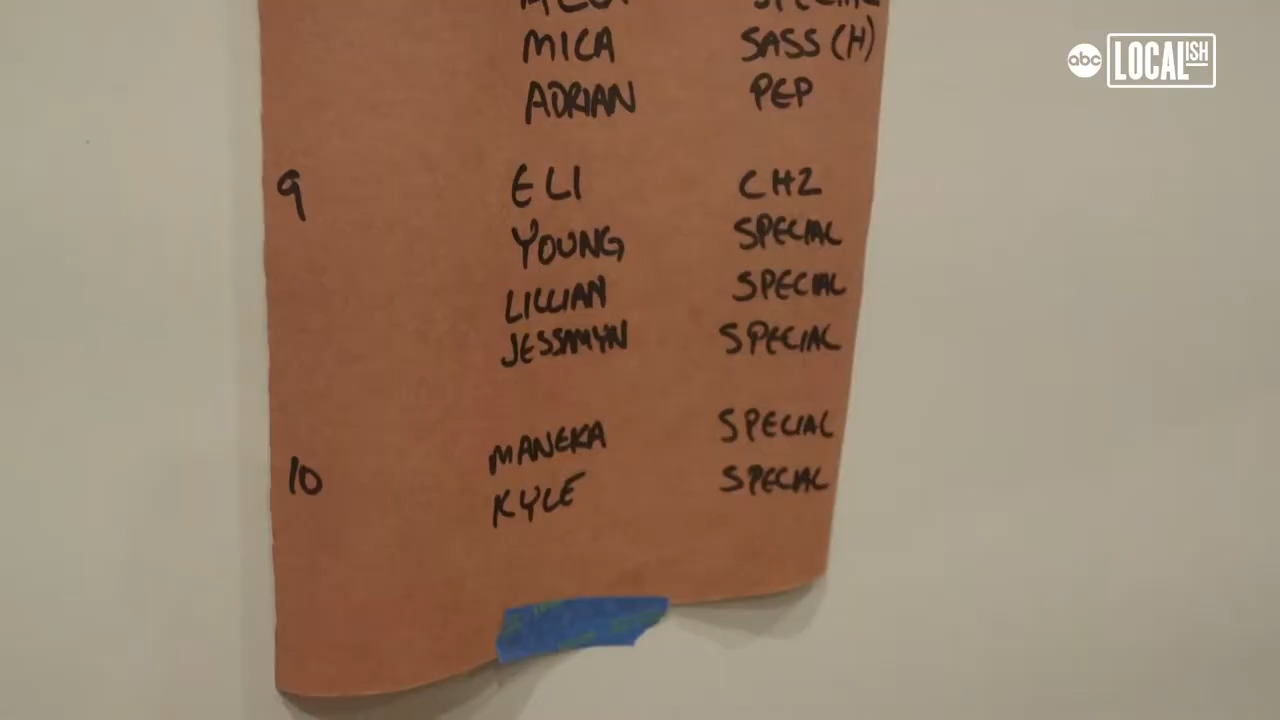 SPECIAL
MICA SASS (H)
ADRIAN PEP
9 ELI CHZ
YOUNG SPECIAL
LILLIAN SPECIAL
JESSAMYN SPECIAL
MANEKA SPECIAL
10 KYLE SPECIAL
abc LOCALISH